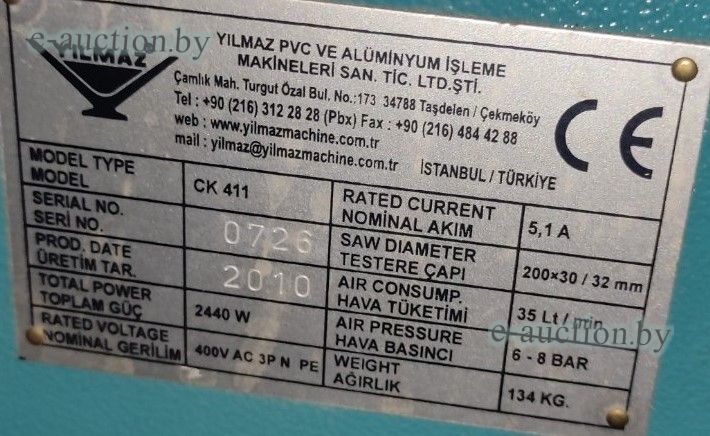 e-auction.by
YILMAZ
YILMAZ PVC VE ALÜMİNYUM İŞLEME
MAKİNELERİ SAN. TİC. LTD.ŞTİ.
Çamlık Mah. Turgut Özal Bul. No.:173 34788 Taşdelen / Çekmeköy
Tel : +90 (216) 312 28 28 (Pbx) Fax : +90 (216) 484 42 88
web : www.yilmazmachine.com.tr
mail : yilmaz@yilmazmachine.com.tr
İSTANBUL / TÜRKİYE
CE
MODEL TYPE
MODEL
CK 411
SERIAL NO.
SERİ NO.
0726
PROD. DATE
ÜRETİM TAR.
2010
TOTAL POWER
TOPLAM GÜÇ
2440 W
RATED VOLTAGE
NOMİNAL GERİLİM
400V AC 3P N PE
RATED CURRENT
NOMİNAL AKIM
5,1 A
SAW DIAMETER
TESTERE ÇAPI
200×30 / 32 mm
AIR CONSUMP.
HAVA TÜKETİMİ
35 Lt / min
AIR PRESSURE
HAVA BASINCI
6 - 8 BAR
WEIGHT
AĞIRLIK
134 KG.
e-auction.by